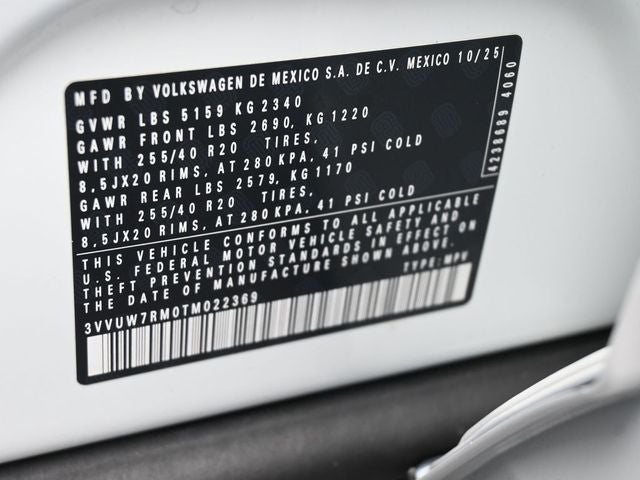 MFD BY VOLKSWAGEN DE MEXICO S.A. DE C.V. MEXICO 10/25
GVWR LBS 5159 KG 2340
GAWR FRONT LBS 2690, KG 1220
WITH 255/40 R20 TIRES,
8,5JX20 RIMS, AT 280 KPA, 41 PSI COLD
GAWR REAR LBS 2579, KG 1170
WITH 255/40 R20 TIRES,
8,5JX20 RIMS, AT 280 KPA, 41 PSI COLD
4238689 4060
THIS VEHICLE CONFORMS TO ALL APPLICABLE
U.S. FEDERAL MOTOR VEHICLE SAFETY AND
THEFT PREVENTION STANDARDS IN EFFECT ON
THE DATE OF MANUFACTURE SHOWN ABOVE.
TYPE: MPV
3VVUW7RM0TM022369